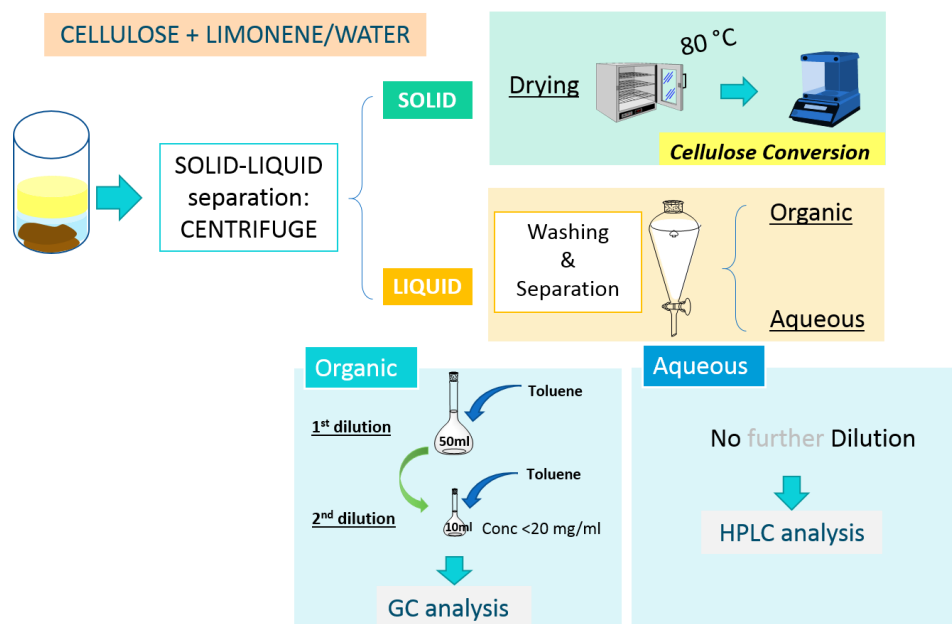 CELLULOSE + LIMONENE/WATER
SOLID-LIQUID
separation:
CENTRIFUGE
SOLID
Drying
80 °C
Cellulose Conversion
LIQUID
Washing
&
Separation
Organic
Aqueous
Organic
Toluene
1st dilution
50ml
Toluene
2nd dilution
10ml
Conc <20 mg/ml
GC analysis
Aqueous
No further Dilution
HPLC analysis